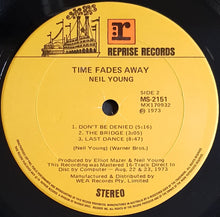 REPRISE RECORDS
TIME FADES AWAY
NEIL YOUNG
SIDE 2
MS-2151
MX170932
℗ 1973
1. DON'T BE DENIED (5:16)
2. THE BRIDGE (3:05)
3. LAST DANCE (8:47)
(Neil Young) (Warner Bros.)
Produced by Elliot Mazer & Neil Young
This Recording was Mastered 16-Track Direct To
Disc by Computer— Aug, 22 & 23, 1973
Manufactured & Distributed by
WEA Records Pty. Limited.
STEREO